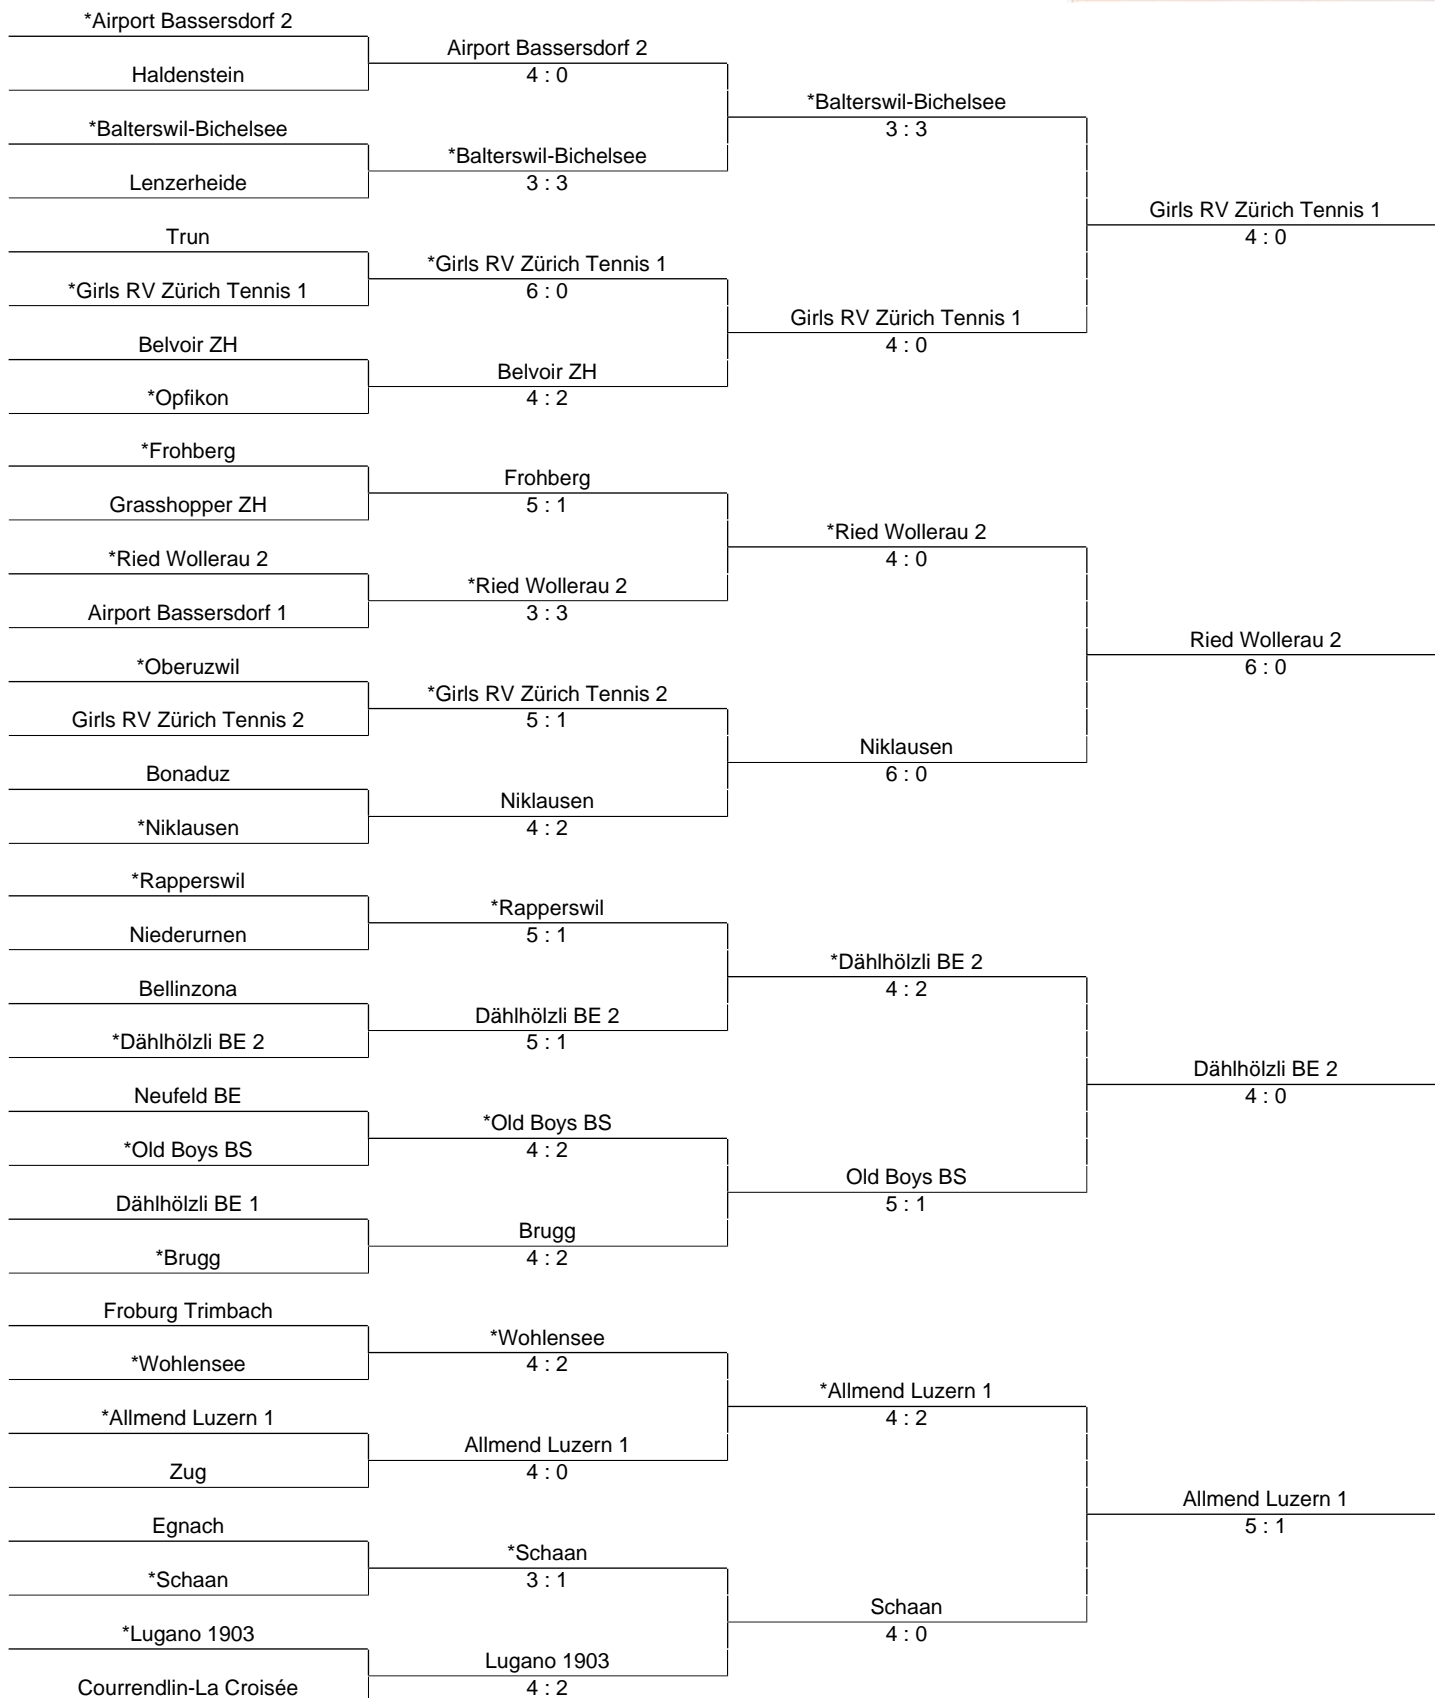 *Airport Bassersdorf 2
Airport Bassersdorf 2
Haldenstein
4 : 0
*Balterswil-Bichelsee
*Balterswil-Bichelsee
3 : 3
*Balterswil-Bichelsee
Lenzerheide
3 : 3
Girls RV Zürich Tennis 1
Trun
4 : 0
*Girls RV Zürich Tennis 1
*Girls RV Zürich Tennis 1
6 : 0
Girls RV Zürich Tennis 1
Belvoir ZH
4 : 0
Belvoir ZH
*Opfikon
4 : 2
*Frohberg
Frohberg
Grasshopper ZH
5 : 1
*Ried Wollerau 2
*Ried Wollerau 2
4 : 0
*Ried Wollerau 2
Airport Bassersdorf 1
3 : 3
Ried Wollerau 2
*Oberuzwil
6 : 0
*Girls RV Zürich Tennis 2
Girls RV Zürich Tennis 2
5 : 1
Niklausen
Bonaduz
6 : 0
Niklausen
*Niklausen
4 : 2
*Rapperswil
*Rapperswil
Niederurnen
5 : 1
*Dählhölzli BE 2
Bellinzona
4 : 2
Dählhölzli BE 2
*Dählhölzli BE 2
5 : 1
Dählhölzli BE 2
Neufeld BE
4 : 0
*Old Boys BS
*Old Boys BS
4 : 2
Old Boys BS
Dählhölzli BE 1
5 : 1
Brugg
*Brugg
4 : 2
Froburg Trimbach
*Wohlensee
*Wohlensee
4 : 2
*Allmend Luzern 1
*Allmend Luzern 1
4 : 2
Allmend Luzern 1
Zug
4 : 0
Allmend Luzern 1
Egnach
5 : 1
*Schaan
*Schaan
3 : 1
Schaan
*Lugano 1903
4 : 0
Lugano 1903
Courrendlin-La Croisée
4 : 2